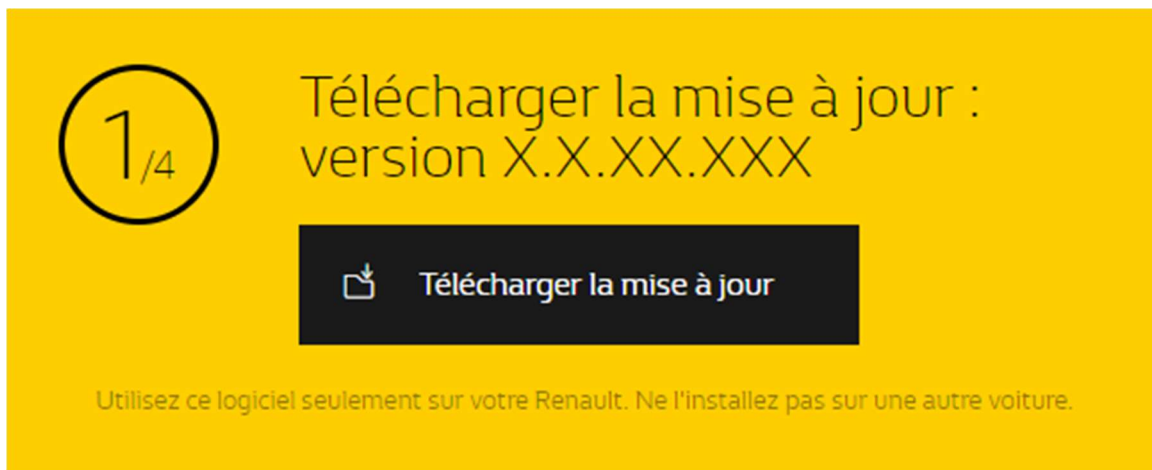 1/4
Télécharger la mise à jour :
version X.X.XX.XXX
Télécharger la mise à jour
Utilisez ce logiciel seulement sur votre Renault. Ne l'installez pas sur une autre voiture.